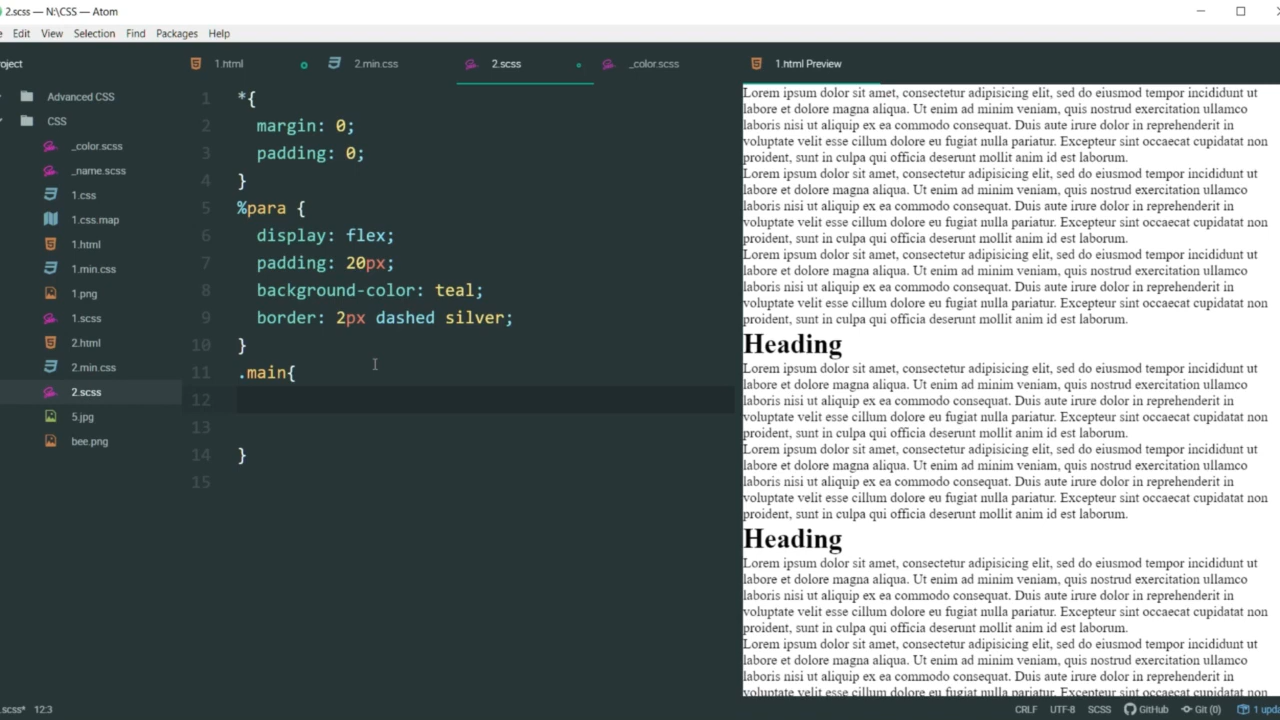 2.scss — N:\CSS — Atom
Edit View Selection Find Packages Help
oject
1.html
2.min.css
2.scss
_color.scss
1.html Preview
Advanced CSS
CSS
_color.scss
_name.scss
1.css
1.css.map
1.html
1.min.css
1.png
1.scss
2.html
2.min.css
2.scss
5.jpg
bee.png
1 *{
2 margin: 0;
3 padding: 0;
4 }
5 %para {
6 display: flex;
7 padding: 20px;
8 background-color: teal;
9 border: 2px dashed silver;
10 }
11 .main{
12
13
14 }
15
Lorem ipsum dolor sit amet, consectetur adipisicing elit, sed do eiusmod tempor incididunt ut
labore et dolore magna aliqua. Ut enim ad minim veniam, quis nostrud exercitation ullamco
laboris nisi ut aliquip ex ea commodo consequat. Duis aute irure dolor in reprehenderit in
voluptate velit esse cillum dolore eu fugiat nulla pariatur. Excepteur sint occaecat cupidatat non
proident, sunt in culpa qui officia deserunt mollit anim id est laborum.
Lorem ipsum dolor sit amet, consectetur adipisicing elit, sed do eiusmod tempor incididunt ut
labore et dolore magna aliqua. Ut enim ad minim veniam, quis nostrud exercitation ullamco
laboris nisi ut aliquip ex ea commodo consequat. Duis aute irure dolor in reprehenderit in
voluptate velit esse cillum dolore eu fugiat nulla pariatur. Excepteur sint occaecat cupidatat non
proident, sunt in culpa qui officia deserunt mollit anim id est laborum.
Lorem ipsum dolor sit amet, consectetur adipisicing elit, sed do eiusmod tempor incididunt ut
labore et dolore magna aliqua. Ut enim ad minim veniam, quis nostrud exercitation ullamco
laboris nisi ut aliquip ex ea commodo consequat. Duis aute irure dolor in reprehenderit in
voluptate velit esse cillum dolore eu fugiat nulla pariatur. Excepteur sint occaecat cupidatat non
proident, sunt in culpa qui officia deserunt mollit anim id est laborum.
Heading
Lorem ipsum dolor sit amet, consectetur adipisicing elit, sed do eiusmod tempor incididunt ut
labore et dolore magna aliqua. Ut enim ad minim veniam, quis nostrud exercitation ullamco
laboris nisi ut aliquip ex ea commodo consequat. Duis aute irure dolor in reprehenderit in
voluptate velit esse cillum dolore eu fugiat nulla pariatur. Excepteur sint occaecat cupidatat non
proident, sunt in culpa qui officia deserunt mollit anim id est laborum.
Lorem ipsum dolor sit amet, consectetur adipisicing elit, sed do eiusmod tempor incididunt ut
labore et dolore magna aliqua. Ut enim ad minim veniam, quis nostrud exercitation ullamco
laboris nisi ut aliquip ex ea commodo consequat. Duis aute irure dolor in reprehenderit in
voluptate velit esse cillum dolore eu fugiat nulla pariatur. Excepteur sint occaecat cupidatat non
proident, sunt in culpa qui officia deserunt mollit anim id est laborum.
Heading
Lorem ipsum dolor sit amet, consectetur adipisicing elit, sed do eiusmod tempor incididunt ut
labore et dolore magna aliqua. Ut enim ad minim veniam, quis nostrud exercitation ullamco
laboris nisi ut aliquip ex ea commodo consequat. Duis aute irure dolor in reprehenderit in
voluptate velit esse cillum dolore eu fugiat nulla pariatur. Excepteur sint occaecat cupidatat non
proident, sunt in culpa qui officia deserunt mollit anim id est laborum.
Lorem ipsum dolor sit amet, consectetur adipisicing elit, sed do eiusmod tempor incididunt ut
labore et dolore magna aliqua. Ut enim ad minim veniam, quis nostrud exercitation ullamco
laboris nisi ut aliquip ex ea commodo consequat. Duis aute irure dolor in reprehenderit in
voluptate velit esse cillum dolore eu fugiat nulla pariatur. Excepteur sint occaecat cupidatat non
.scss* 12:3
CRLF UTF-8 SCSS GitHub Git (0) 1 upda